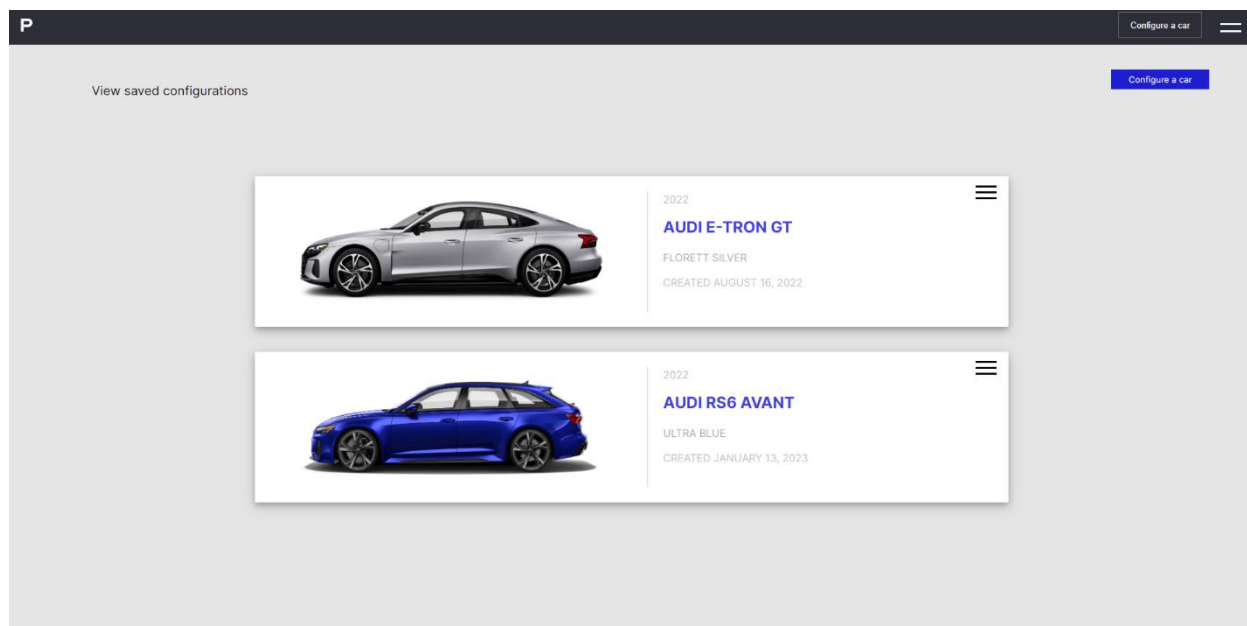 P
Configure a car
View saved configurations
Configure a car
2022
AUDI E-TRON GT
FLORETT SILVER
CREATED AUGUST 16, 2022
2022
AUDI RS6 AVANT
ULTRA BLUE
CREATED JANUARY 13, 2023